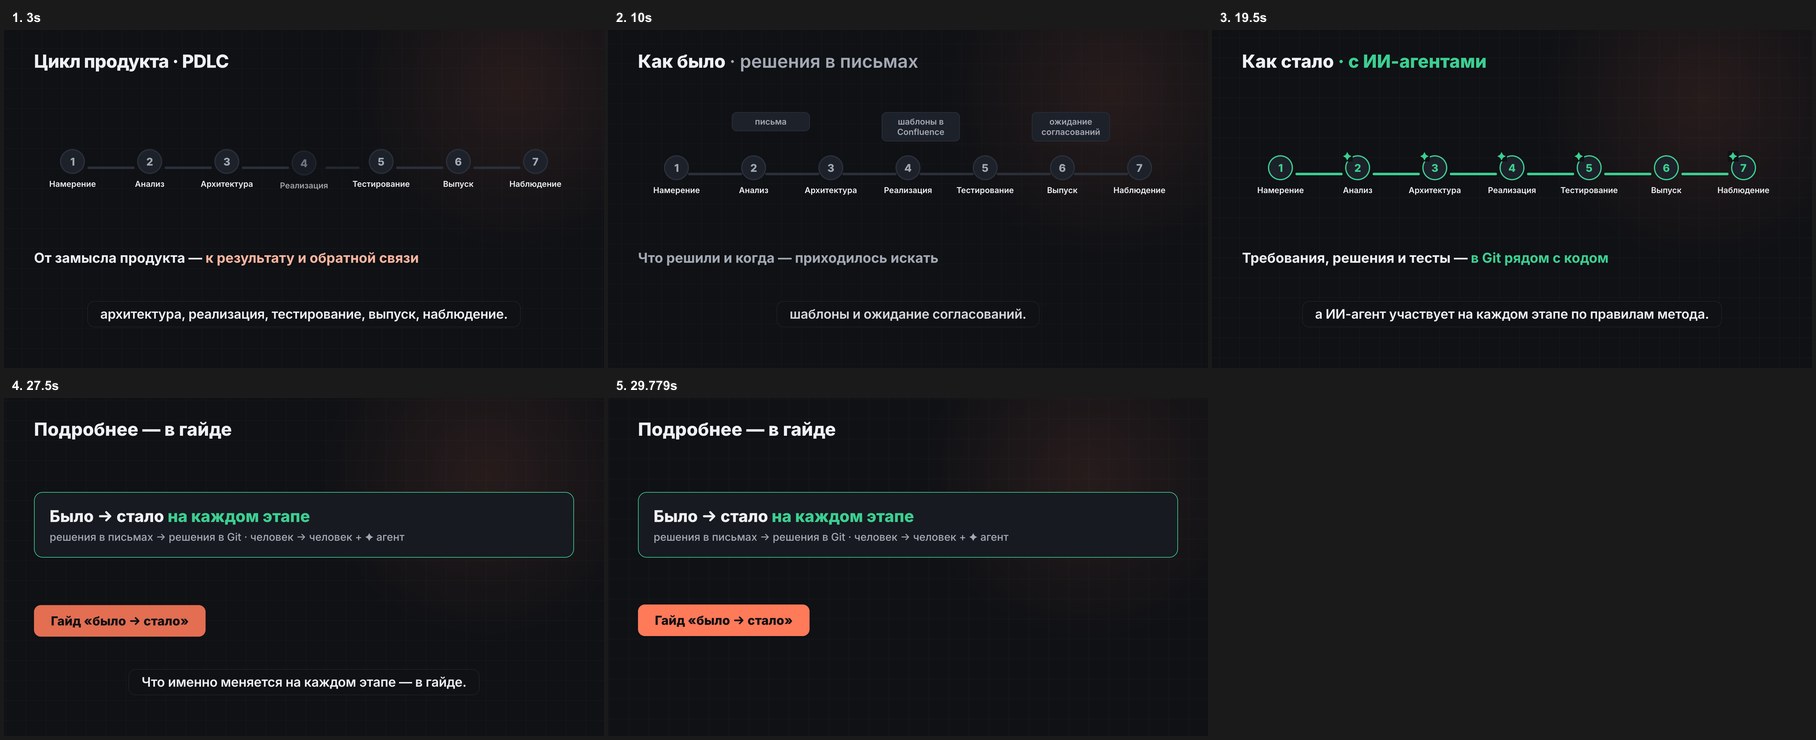 1. 3s
Цикл продукта · PDLC
1 2 3 4 5 6 7
Намерение Анализ Архитектура Реализация Тестирование Выпуск Наблюдение
От замысла продукта — к результату и обратной связи
архитектура, реализация, тестирование, выпуск, наблюдение.
2. 10s
Как было · решения в письмах
письма
шаблоны в
Confluence
ожидание
согласований
1 2 3 4 5 6 7
Намерение Анализ Архитектура Реализация Тестирование Выпуск Наблюдение
Что решили и когда — приходилось искать
шаблоны и ожидание согласований.
3. 19.5s
Как стало · с ИИ-агентами
1 2 3 4 5 6 7
Намерение Анализ Архитектура Реализация Тестирование Выпуск Наблюдение
Требования, решения и тесты — в Git рядом с кодом
а ИИ-агент участвует на каждом этапе по правилам метода.
4. 27.5s
Подробнее — в гайде
Было → стало на каждом этапе
решения в письмах → решения в Git · человек → человек + ✦ агент
Гайд «было → стало»
Что именно меняется на каждом этапе — в гайде.
5. 29.779s
Подробнее — в гайде
Было → стало на каждом этапе
решения в письмах → решения в Git · человек → человек + ✦ агент
Гайд «было → стало»